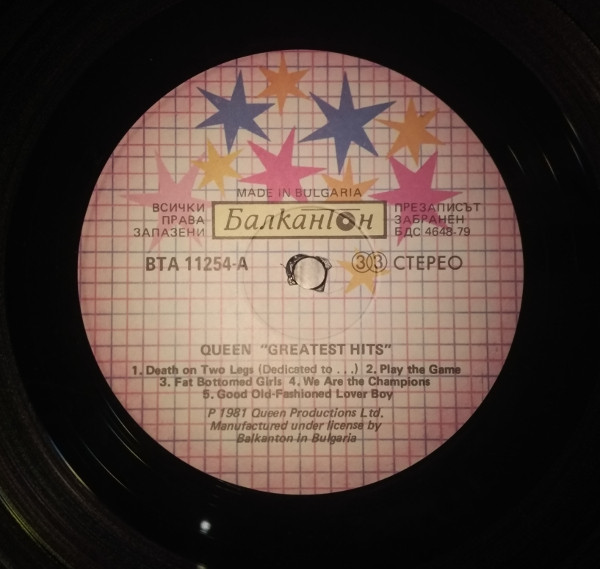 MADE IN BULGARIA
ВСИЧКИ
ПРАВА
ЗАПАЗЕНИ
Балкантон
ПРЕЗАПИСЪТ
ЗАБРАНЕН
БДС 4648-79
ВТА 11254-А
33 СТЕРЕО
QUEEN "GREATEST HITS"
1. Death on Two Legs (Dedicated to . . .) 2. Play the Game
3. Fat Bottomed Girls 4. We Are the Champions
5. Good Old-Fashioned Lover Boy
P 1981 Queen Productions Ltd.
Manufactured under license by
Balkanton in Bulgaria